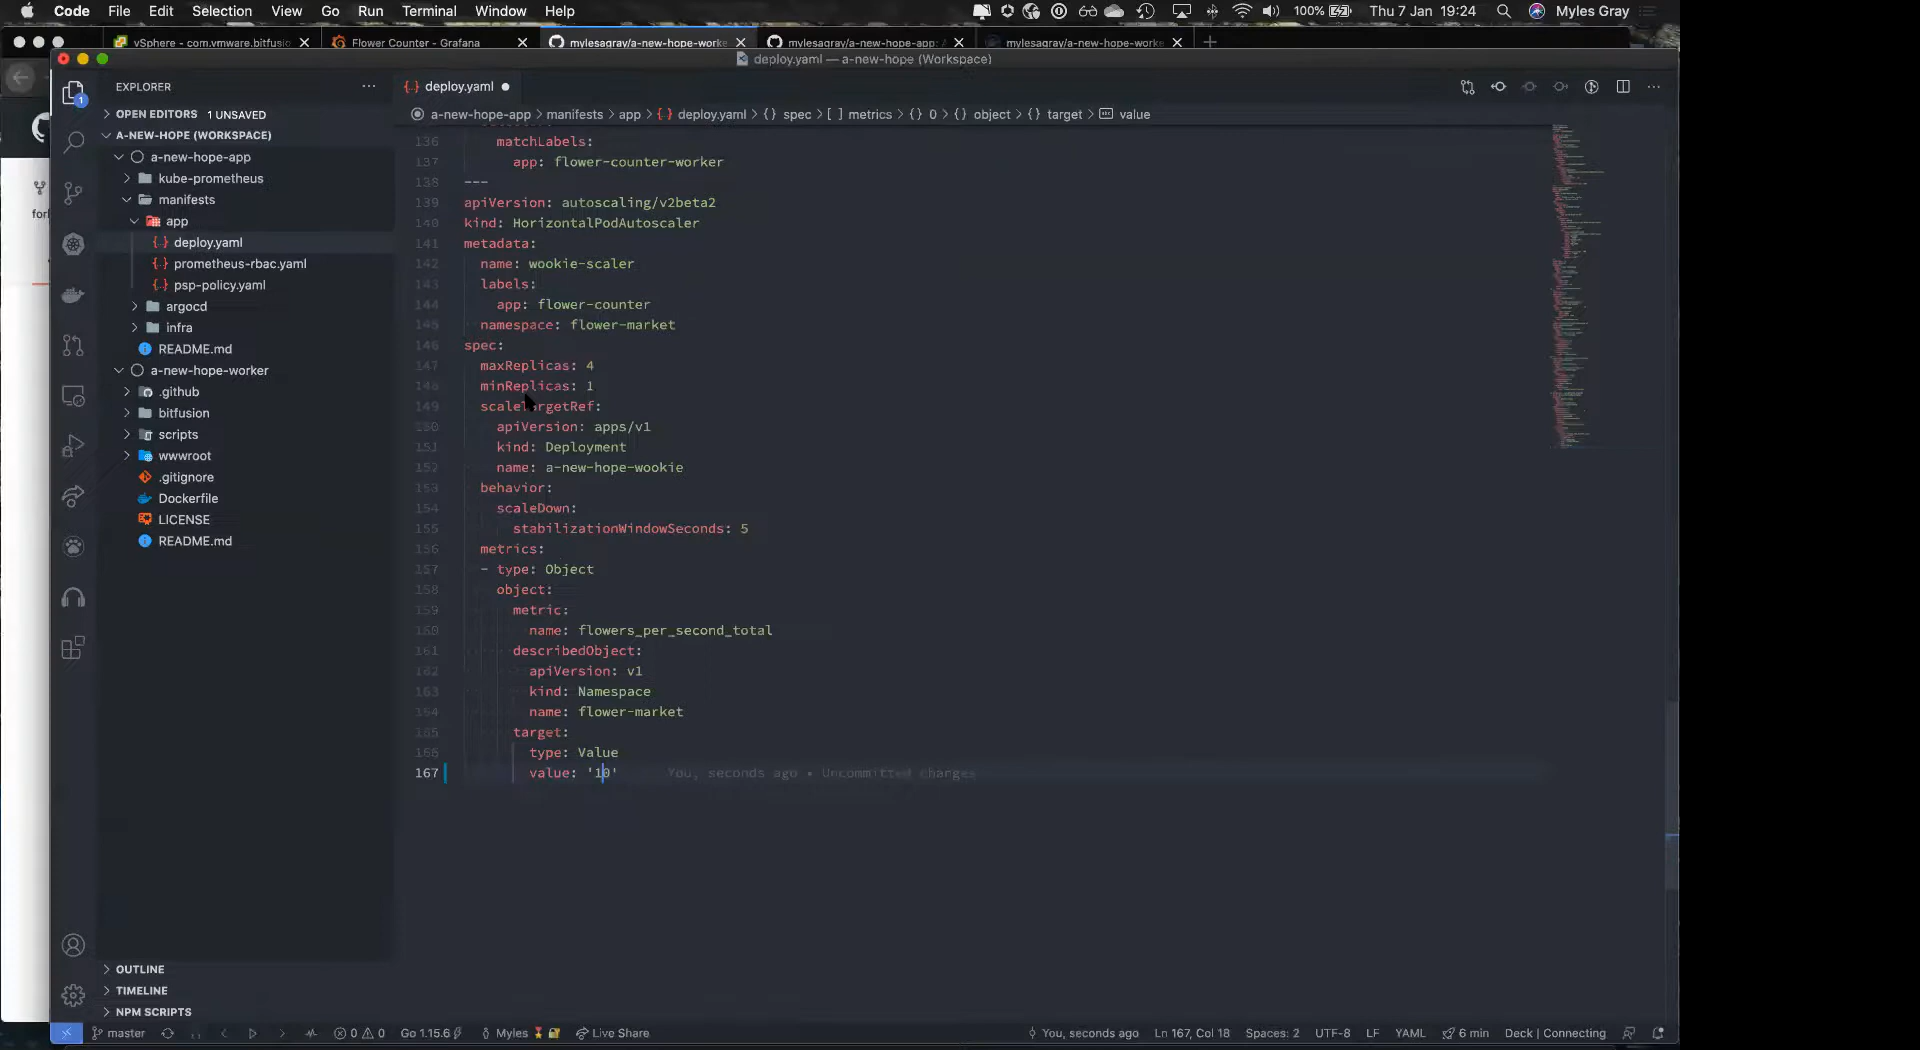 Code File Edit Selection View Go Run Terminal Window Help 100% Thu 7 Jan 19:24 Myles Gray
vSphere - com.vmware.bitfusio Flower Counter - Grafana mylesagray/a-new-hope-worke mylesagray/a-new-hope-app: mylesagray/a-new-hope-worke
deploy.yaml — a-new-hope (Workspace)
EXPLORER
deploy.yaml
OPEN EDITORS 1 UNSAVED
a-new-hope-app > manifests > app > {} deploy.yaml > {} spec > [ ] metrics > {} 0 > {} object > {} target > value
A-NEW-HOPE (WORKSPACE)
a-new-hope-app
kube-prometheus
manifests
app
deploy.yaml
prometheus-rbac.yaml
psp-policy.yaml
argocd
infra
README.md
a-new-hope-worker
.github
bitfusion
scripts
wwwroot
.gitignore
Dockerfile
LICENSE
README.md
OUTLINE
TIMELINE
NPM SCRIPTS
136 matchLabels:
137 app: flower-counter-worker
138 ---
139 apiVersion: autoscaling/v2beta2
140 kind: HorizontalPodAutoscaler
141 metadata:
142 name: wookie-scaler
143 labels:
144 app: flower-counter
145 namespace: flower-market
146 spec:
147 maxReplicas: 4
148 minReplicas: 1
149 scaleTargetRef:
150 apiVersion: apps/v1
151 kind: Deployment
152 name: a-new-hope-wookie
153 behavior:
154 scaleDown:
155 stabilizationWindowSeconds: 5
156 metrics:
157 - type: Object
158 object:
159 metric:
160 name: flowers_per_second_total
161 describedObject:
162 apiVersion: v1
163 kind: Namespace
164 name: flower-market
165 target:
166 type: Value
167 value: '10' You, seconds ago • Uncommitted changes
master 0 0 Go 1.15.6 Myles Live Share You, seconds ago Ln 167, Col 18 Spaces: 2 UTF-8 LF YAML 6 min Deck | Connecting